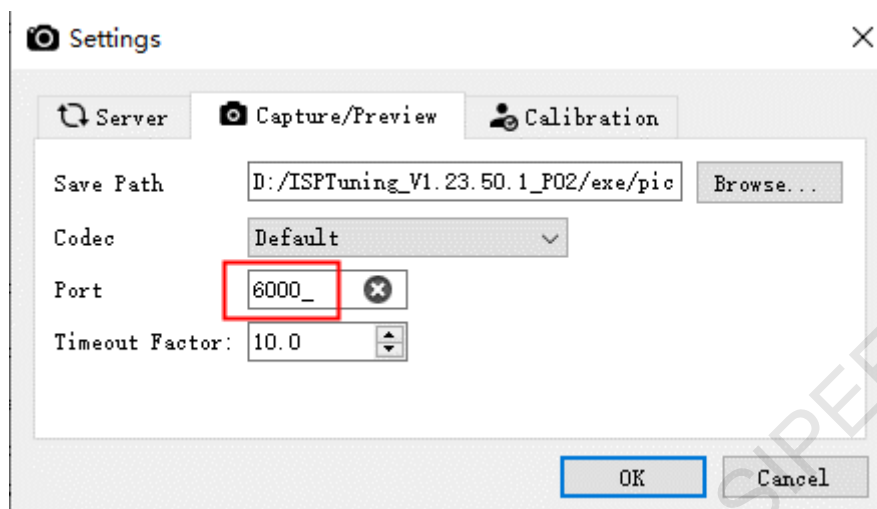 Settings
Server Capture/Preview Calibration
Save Path D:/ISPTuning_V1.23.50.1_P02/exe/pic Browse...
Codec Default
Port 6000_
Timeout Factor: 10.0
OK Cancel